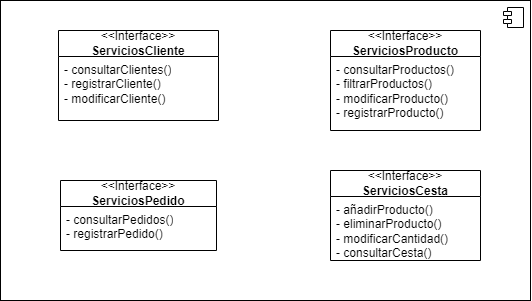 <<Interface>>
ServiciosCliente
- consultarClientes()
- registrarCliente()
- modificarCliente()
<<Interface>>
ServiciosProducto
- consultarProductos()
- filtrarProductos()
- modificarProducto()
- registrarProducto()
<<Interface>>
ServiciosPedido
- consultarPedidos()
- registrarPedido()
<<Interface>>
ServiciosCesta
- añadirProducto()
- eliminarProducto()
- modificarCantidad()
- consultarCesta()